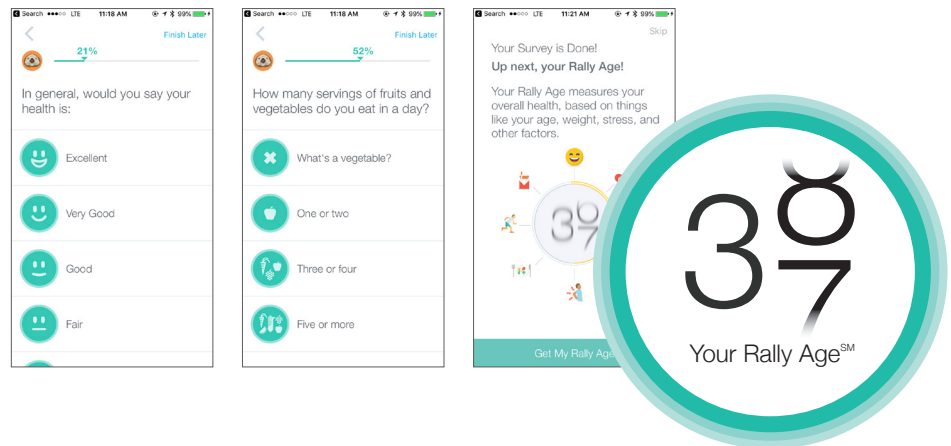 Search LTE 11:18 AM 99%
Finish Later
21%
In general, would you say your
health is:
Excellent
Very Good
Good
Fair
Search LTE 11:18 AM 99%
Finish Later
52%
How many servings of fruits and
vegetables do you eat in a day?
What's a vegetable?
One or two
Three or four
Five or more
Search LTE 11:21 AM 99%
Skip
Your Survey is Done!
Up next, your Rally Age!
Your Rally Age measures your
overall health, based on things
like your age, weight, stress, and
other factors.
3 8
7
Get My Rally Age
3 8
7
Your Rally Age℠